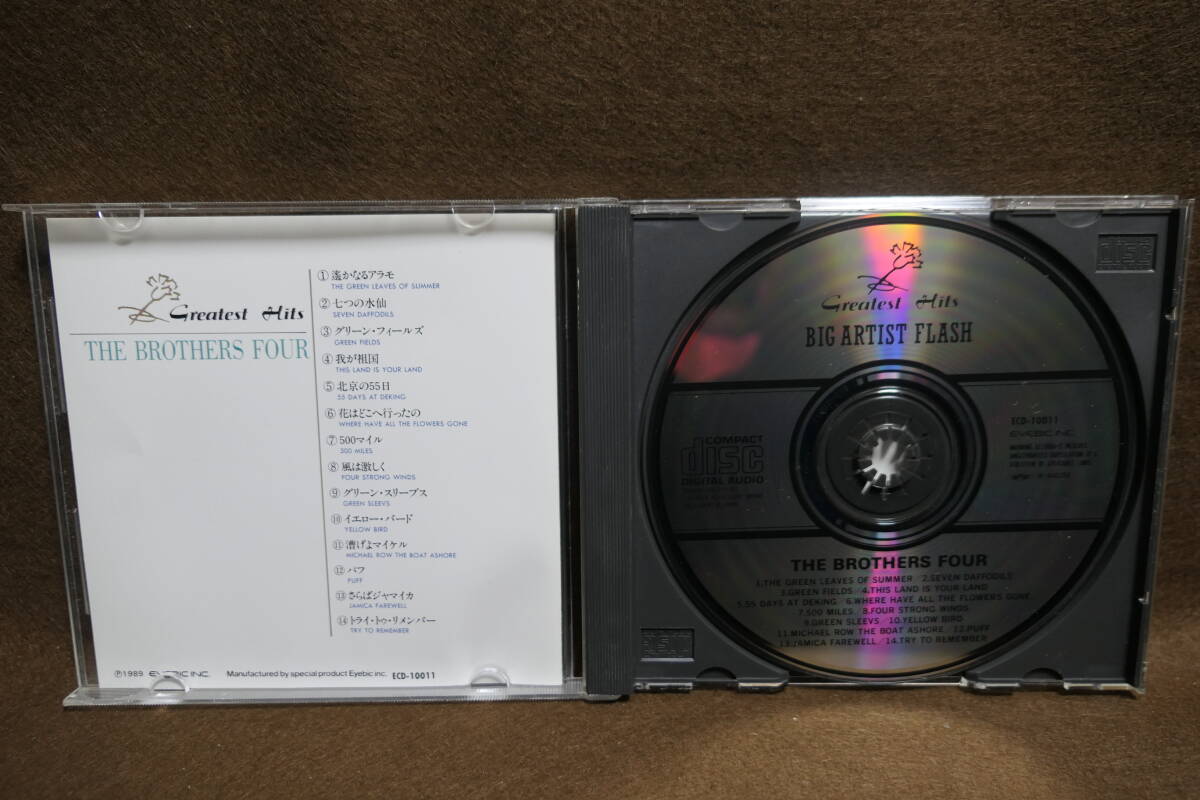 Greatest Hits
THE BROTHERS FOUR
① 遙かなるアラモ
THE GREEN LEAVES OF SUMMER
② 七つの水仙
SEVEN DAFFODILS
③ グリーン・フィールズ
GREEN FIELDS
④ 我が祖国
THIS LAND IS YOUR LAND
⑤ 北京の55日
55 DAYS AT DEKING
⑥ 花はどこへ行ったの
WHERE HAVE ALL THE FLOWERS GONE
⑦ 500マイル
500 MILES
⑧ 風は激しく
FOUR STRONG WINDS
⑨ グリーン・スリーブス
GREEN SLEEVS
⑩ イエロー・バード
YELLOW BIRD
⑪ 漕げよマイケル
MICHAEL ROW THE BOAT ASHORE
⑫ パフ
PUFF
⑬ さらばジャマイカ
JAMICA FAREWELL
⑭ トライ・トゥ・リメンバー
TRY TO REMEMBER
Ⓟ1989 EVEBIC INC. Manufactured by special product Eyebic inc. ECD-10011
Greatest Hits
BIG ARTIST FLASH
COMPACT
disc
DIGITAL AUDIO
ECD-10011
EVEBIC INC.
THE BROTHERS FOUR
1.THE GREEN LEAVES OF SUMMER／2.SEVEN DAFFODILS
3.GREEN FIELDS／4.THIS LAND IS YOUR LAND
5.55 DAYS AT DEKING／6.WHERE HAVE ALL THE FLOWERS GONE
7.500 MILES／8.FOUR STRONG WINDS
9.GREEN SLEEVS／10.YELLOW BIRD
11.MICHAEL ROW THE BOAT ASHORE／12.PUFF
13.JAMICA FAREWELL／14.TRY TO REMEMBER
disc